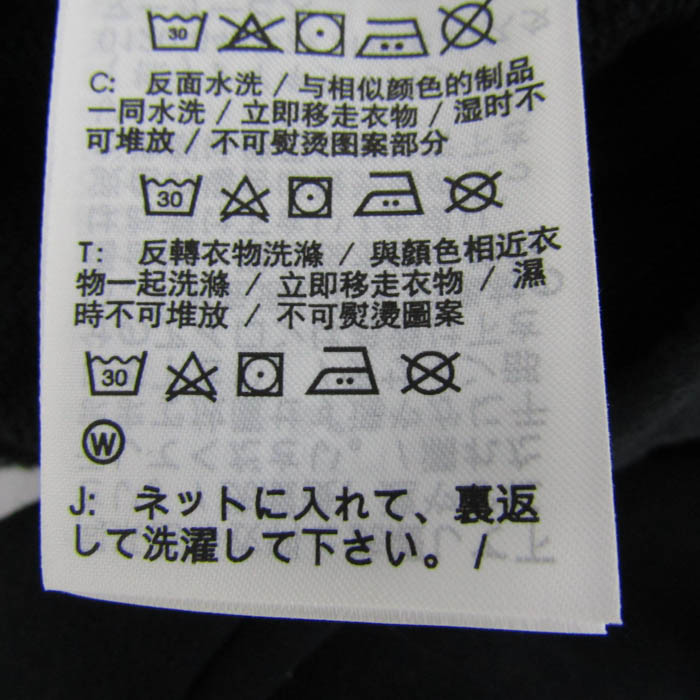 30
C: 反面水洗 / 与相似颜色的制品
一同水洗 / 立即移走衣物 / 湿时不
可堆放 / 不可熨烫图案部分
30
T: 反轉衣物洗滌 / 與顏色相近衣
物一起洗滌 / 立即移走衣物 / 濕
時不可堆放 / 不可熨燙圖案
30
W
J: ネットに入れて、裏返
して洗濯して下さい。/